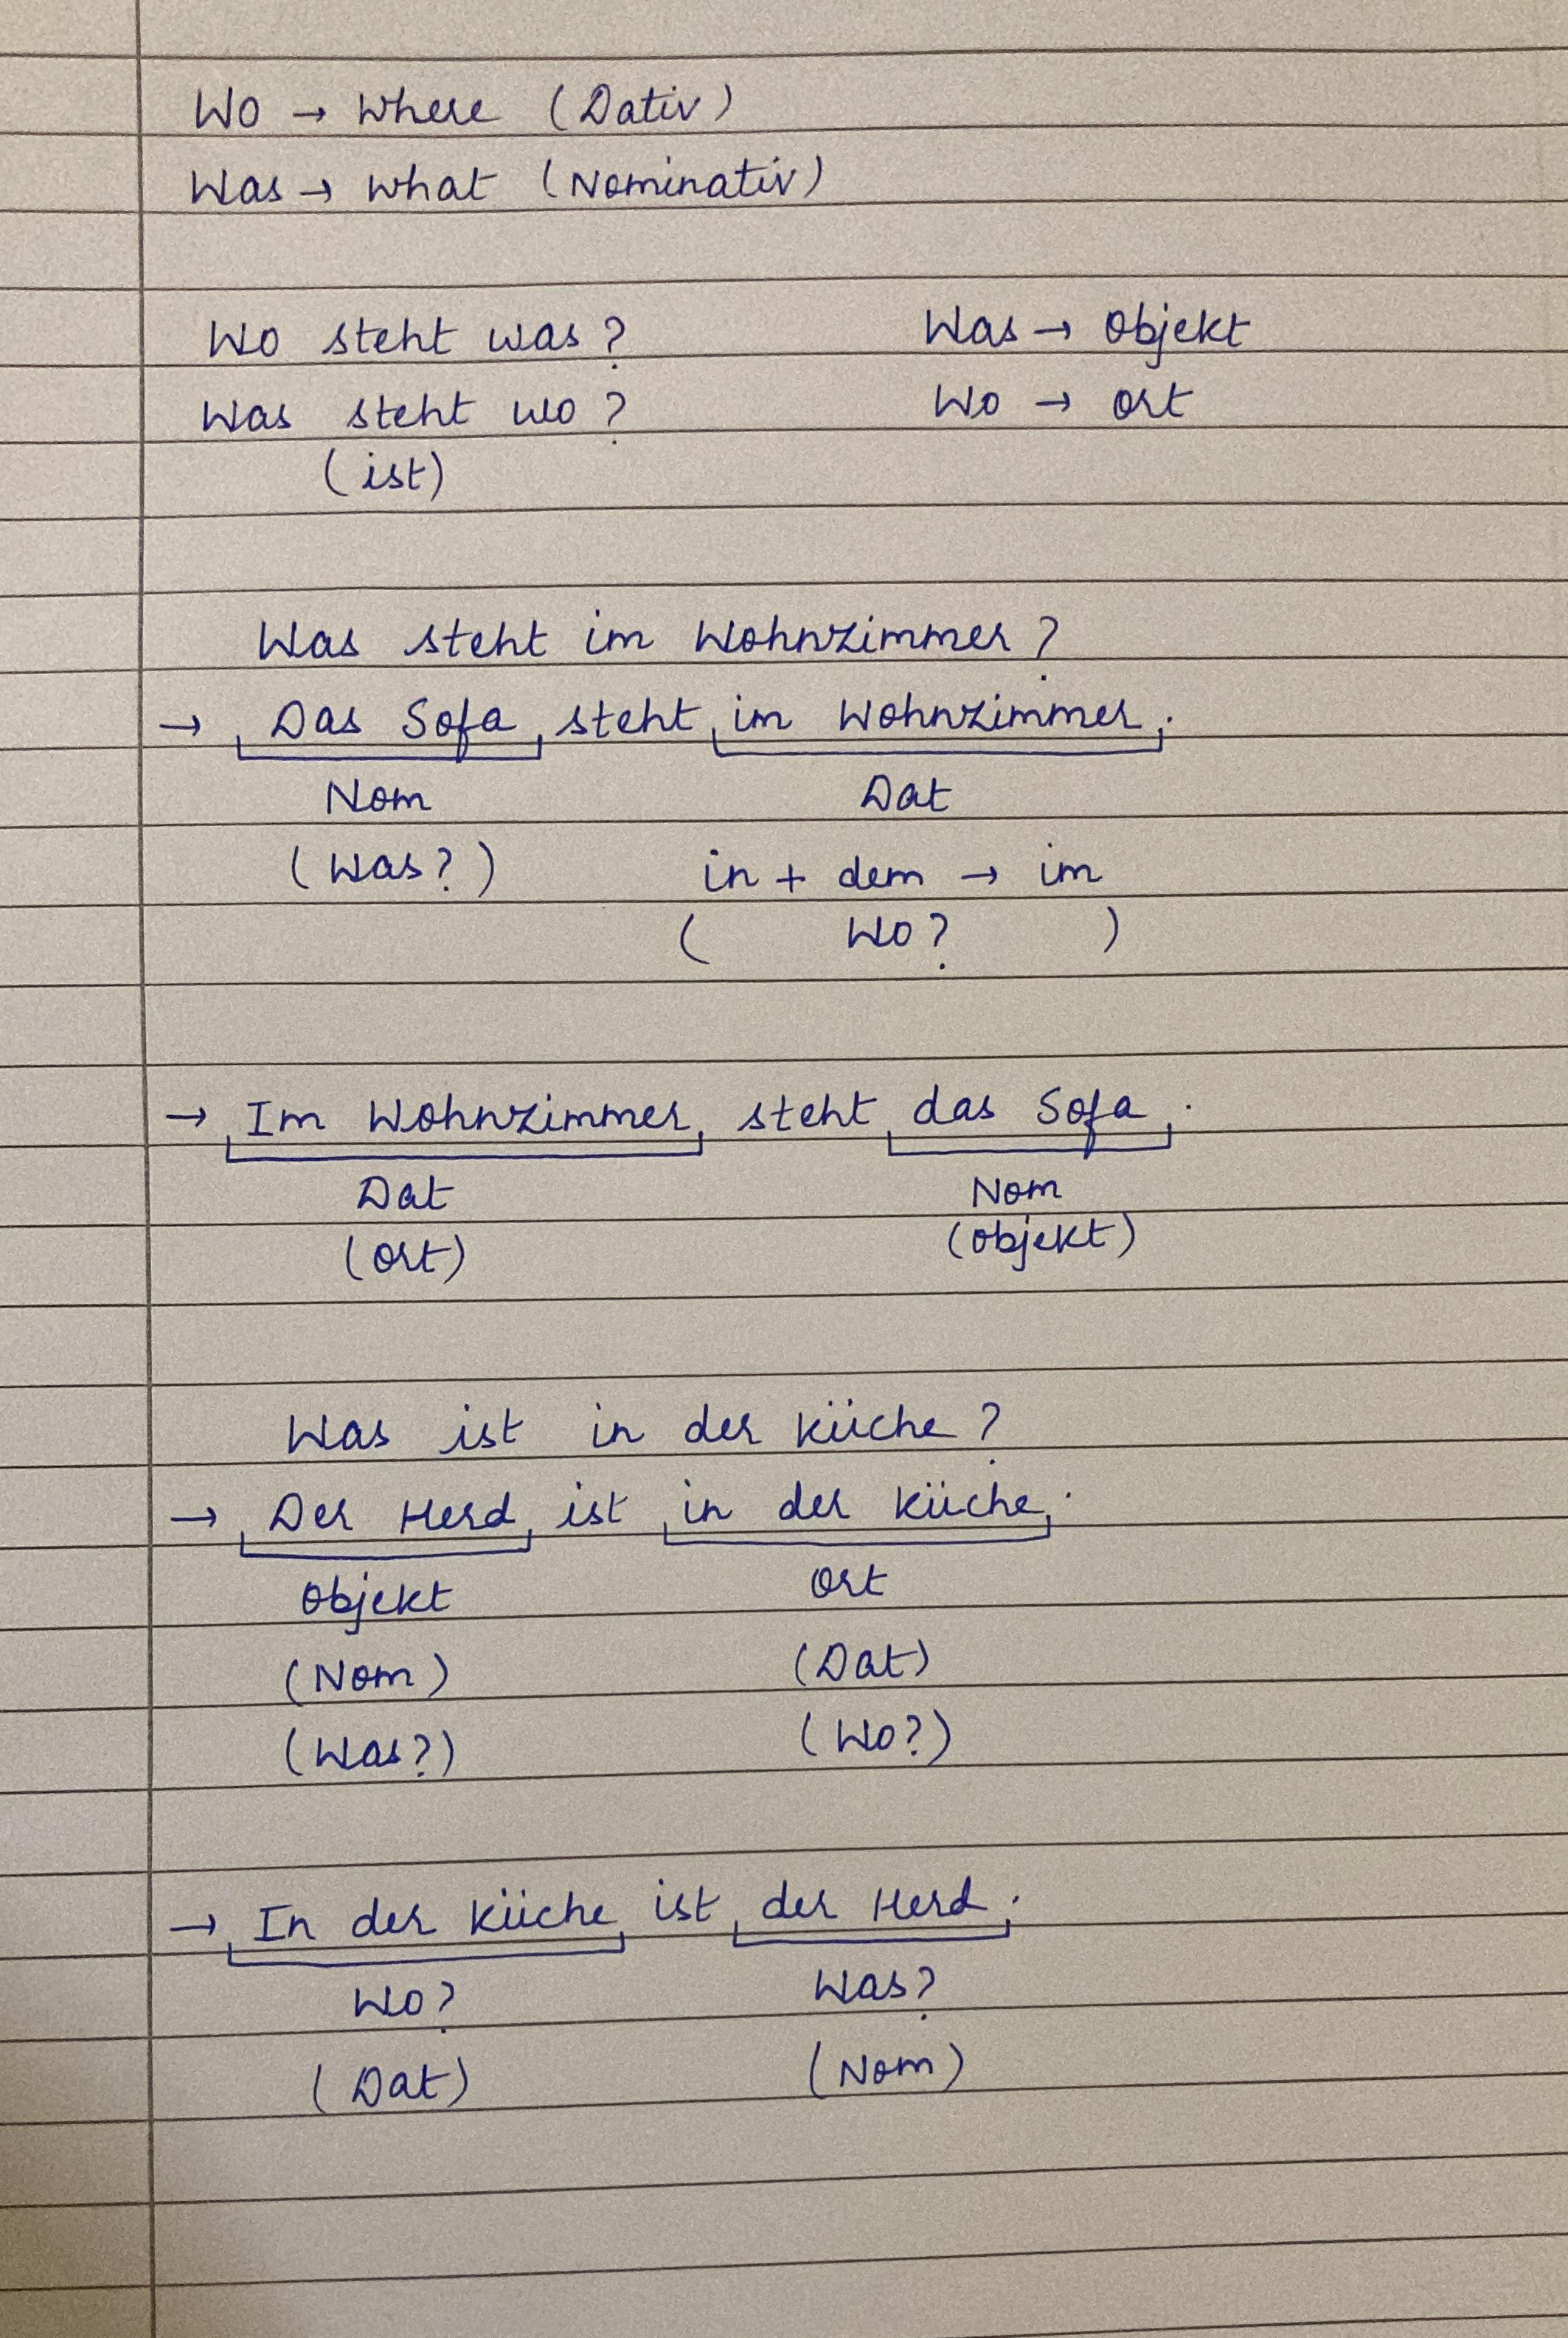 Wo → Where (Dativ)
Was → what (Nominativ)
Wo steht was? Was → Objekt
Was steht wo? Wo → Ort
(ist)
Was steht im Wohnzimmer?
→ Das Sofa steht im Wohnzimmer.
Nom Dat
(Was?) in + dem → im
( Wo? )
→ Im Wohnzimmer steht das Sofa.
Dat Nom
(Ort) (Objekt)
Was ist in der Küche?
→ Der Herd ist in der Küche.
Objekt Ort
(Nom) (Dat)
(Was?) (Wo?)
→ In der Küche ist der Herd.
Wo? Was?
(Dat) (Nom)